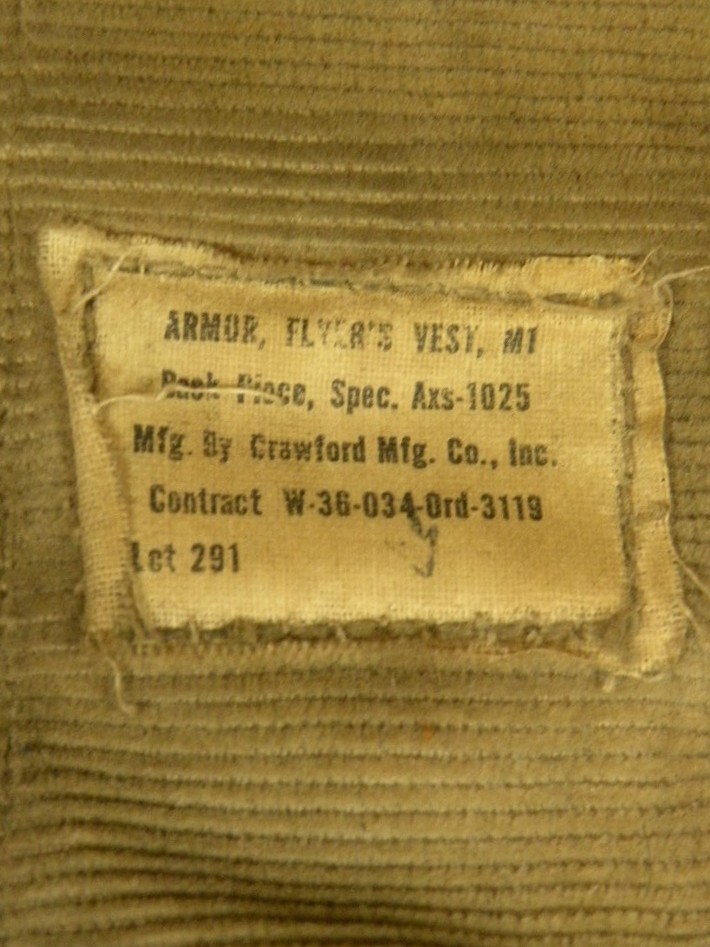 ARMOR, FLYER'S VEST, M1
Back Piece, Spec. Axs-1025
Mfg. By Crawford Mfg. Co., Inc.
Contract W-36-034-Ord-3119
Lot 291